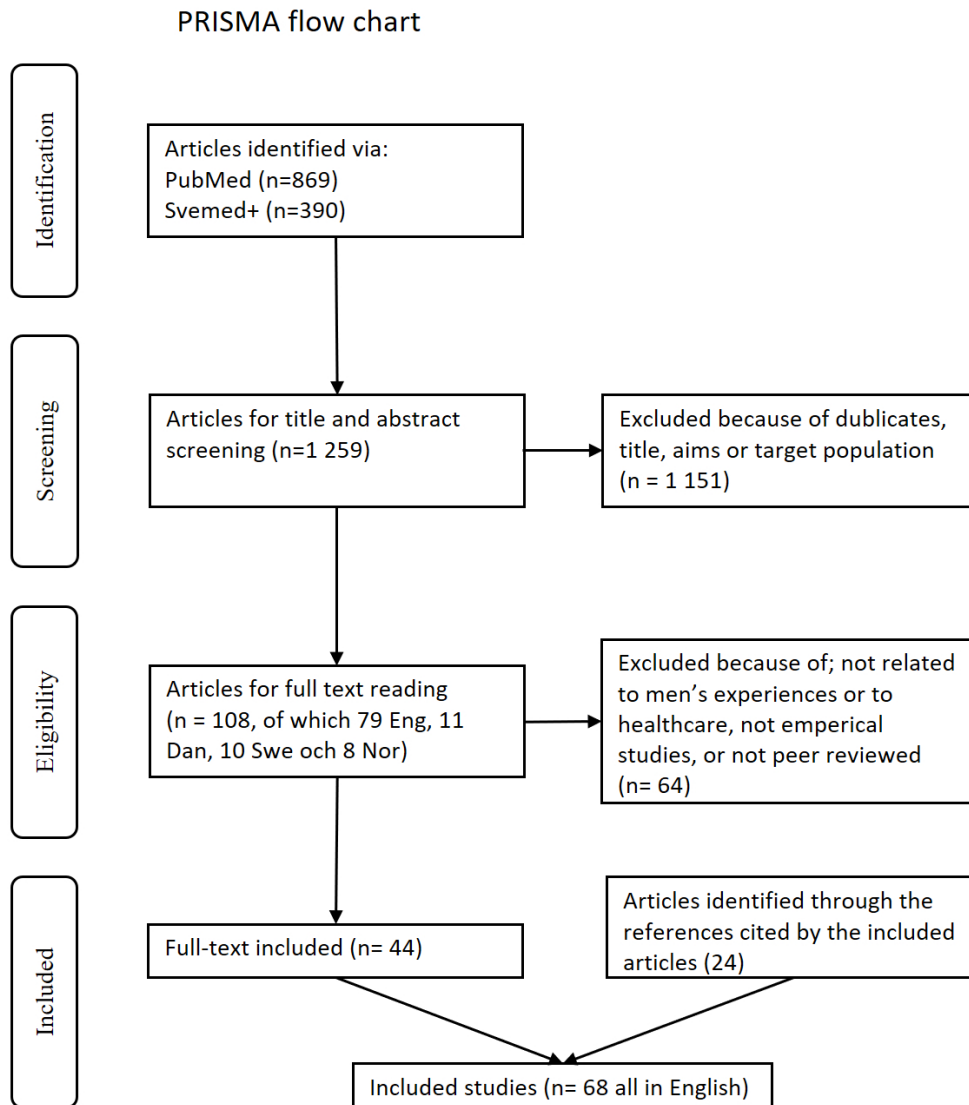 PRISMA flow chart
Identification
Articles identified via:
PubMed (n=869)
Svemed+ (n=390)
Screening
Articles for title and abstract
screening (n=1 259)
Excluded because of dublicates,
title, aims or target population
(n = 1 151)
Eligibility
Articles for full text reading
(n = 108, of which 79 Eng, 11
Dan, 10 Swe och 8 Nor)
Excluded because of; not related
to men’s experiences or to
healthcare, not emperical
studies, or not peer reviewed
(n= 64)
Included
Full-text included (n= 44)
Articles identified through the
references cited by the included
articles (24)
Included studies (n= 68 all in English)